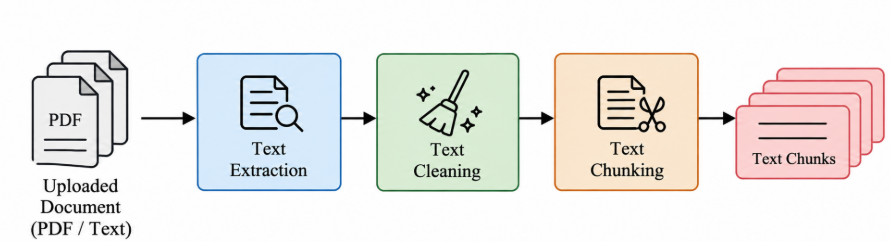 PDF
Uploaded
Document
(PDF / Text)
Text
Extraction
Text
Cleaning
Text
Chunking
Text Chunks